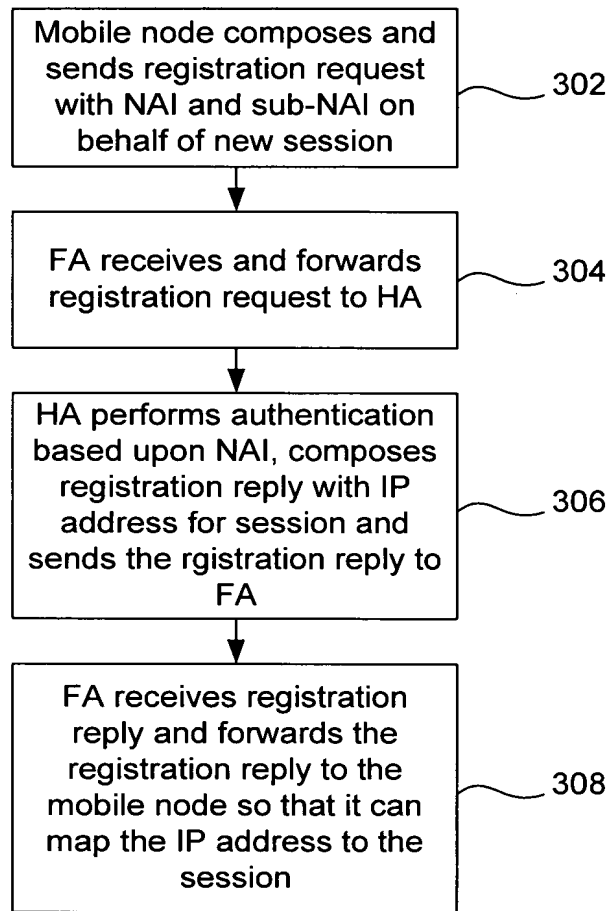 Mobile node composes and
sends registration request
with NAI and sub-NAI on
behalf of new session
302
FA receives and forwards
registration request to HA
304
HA performs authentication
based upon NAI, composes
registration reply with IP
address for session and
sends the rgistration reply to
FA
306
FA receives registration
reply and forwards the
registration reply to the
mobile node so that it can
map the IP address to the
session
308